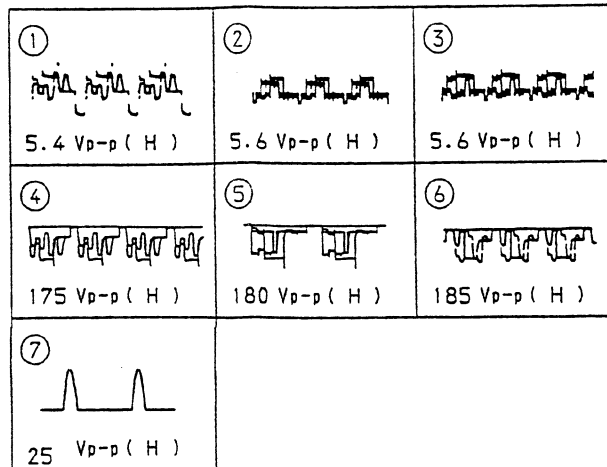 ① ② ③
5.4 Vp-p ( H ) 5.6 Vp-p ( H ) 5.6 Vp-p ( H )
④ ⑤ ⑥
175 Vp-p ( H ) 180 Vp-p ( H ) 185 Vp-p ( H )
⑦
25 Vp-p ( H )